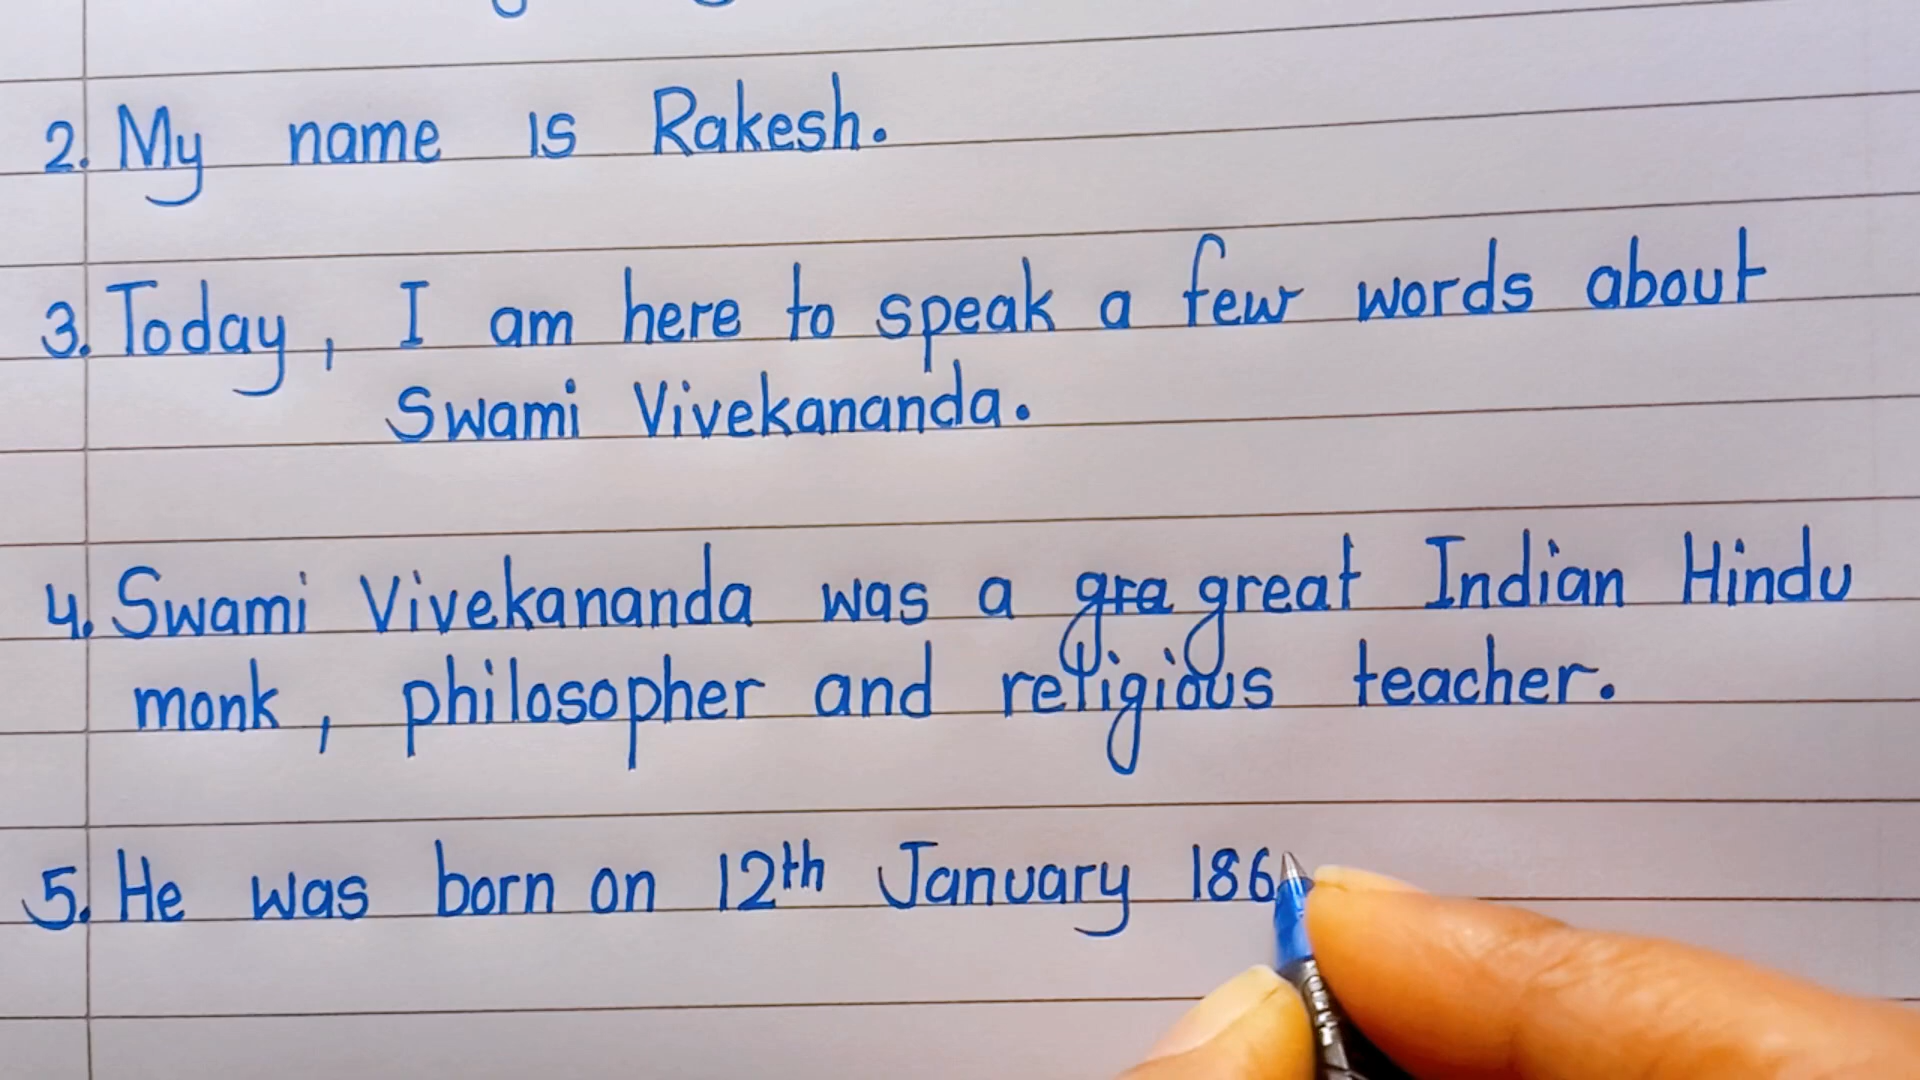 2. My name is Rakesh.
3. Today, I am here to speak a few words about
Swami Vivekananda.
4. Swami Vivekananda was a gre great Indian Hindu
monk, philosopher and religious teacher.
5. He was born on 12th January 186